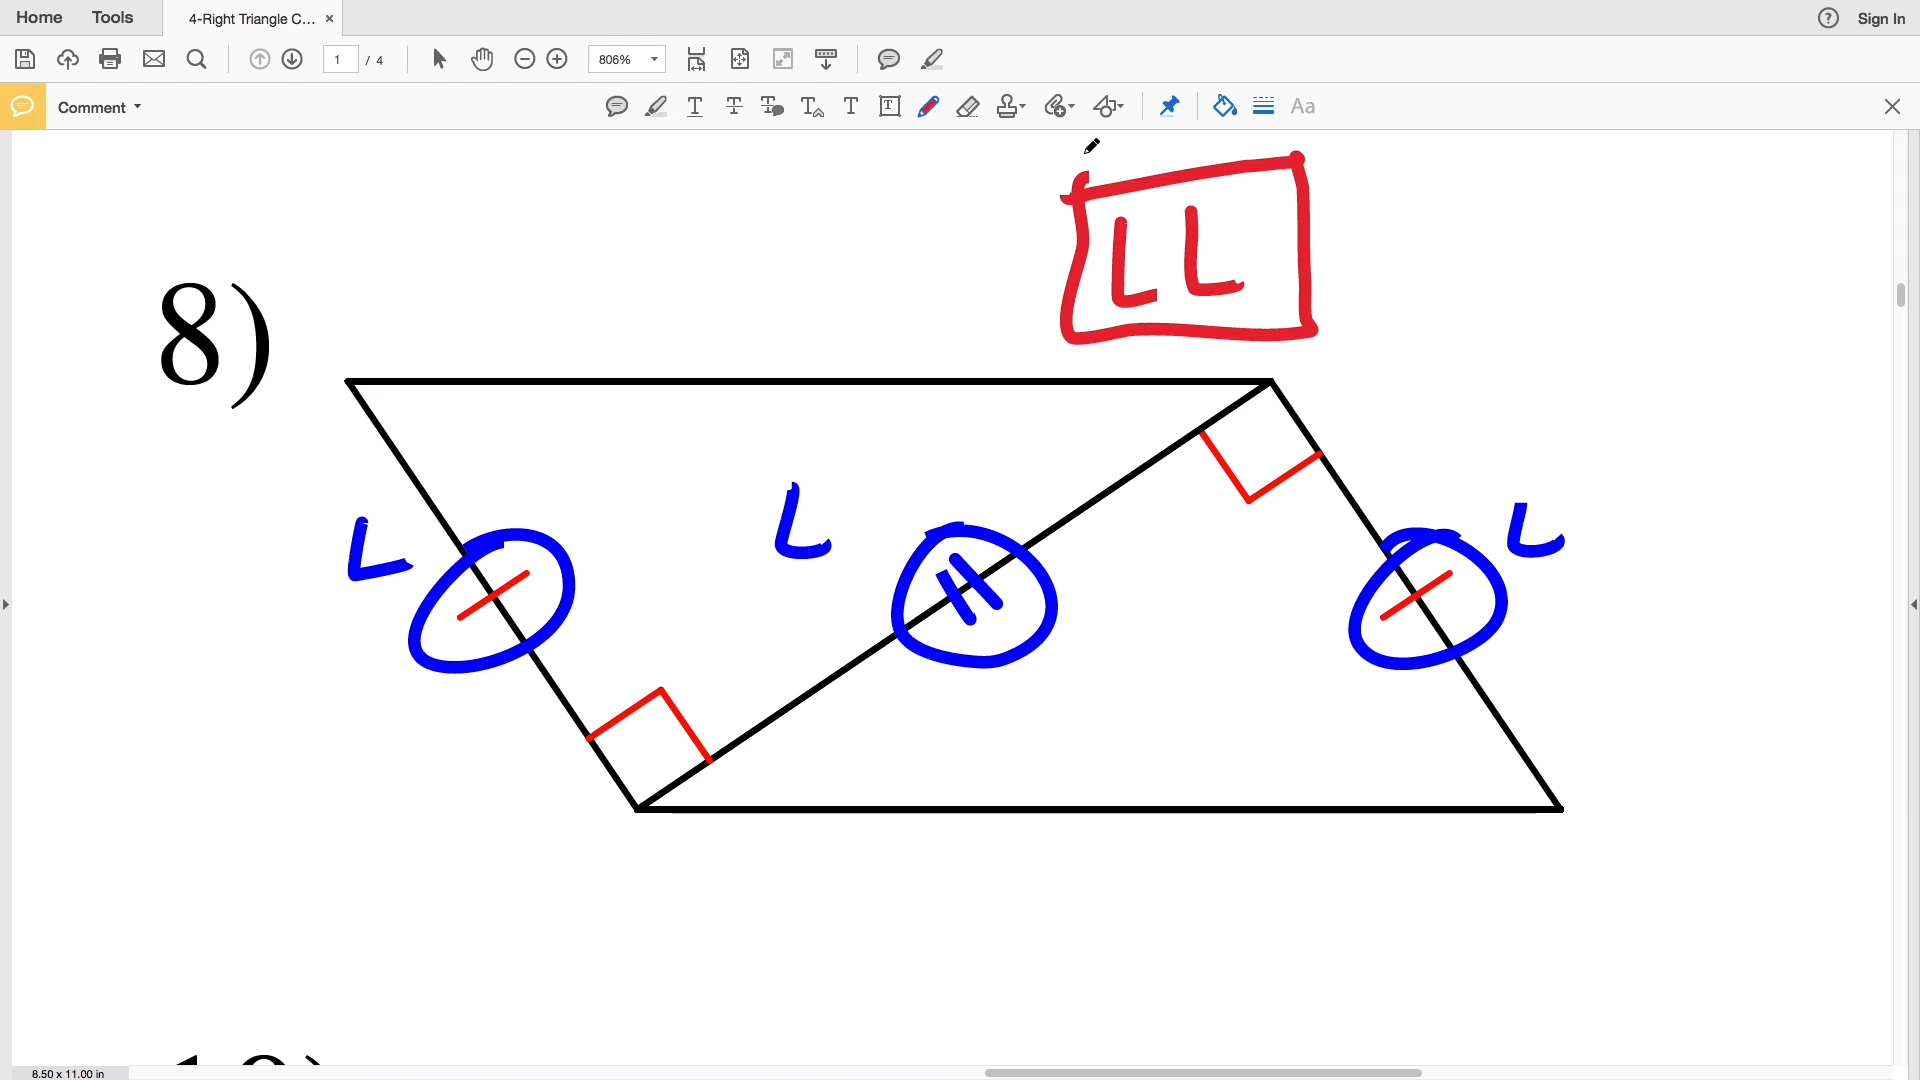 Home Tools 4-Right Triangle C... × ? Sign In
1 / 4 806%
Comment T T T T T T Aa
LL
8)
L L L
8.50 x 11.00 in